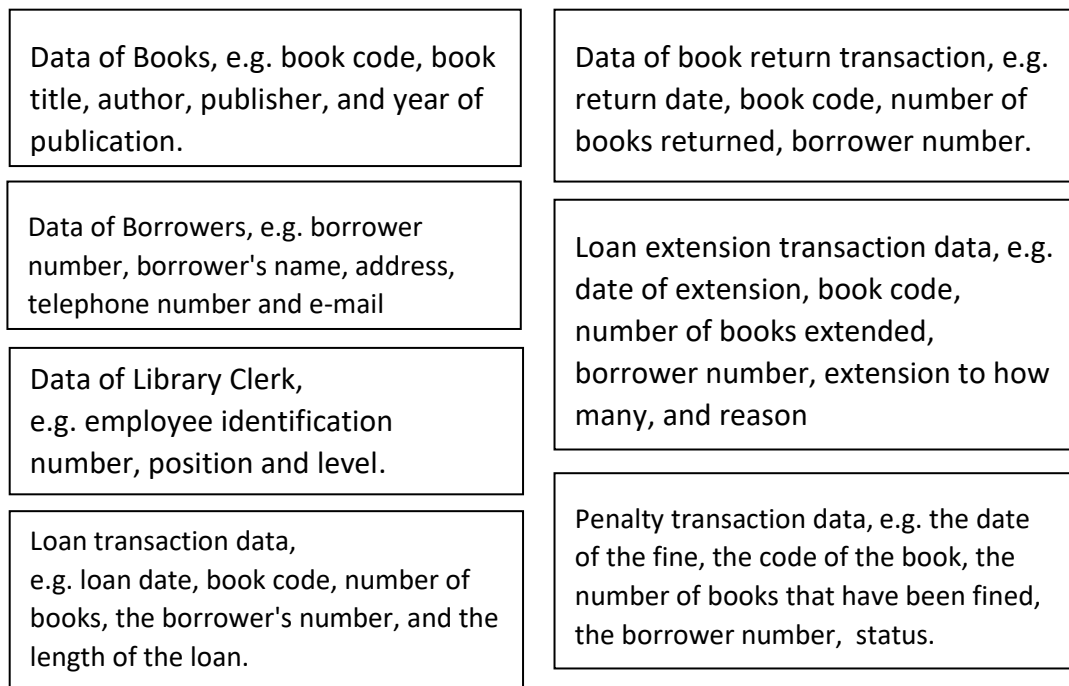 Data of Books, e.g. book code, book
title, author, publisher, and year of
publication.
Data of Borrowers, e.g. borrower
number, borrower's name, address,
telephone number and e-mail
Data of Library Clerk,
e.g. employee identification
number, position and level.
Loan transaction data,
e.g. loan date, book code, number of
books, the borrower's number, and the
length of the loan.
Data of book return transaction, e.g.
return date, book code, number of
books returned, borrower number.
Loan extension transaction data, e.g.
date of extension, book code,
number of books extended,
borrower number, extension to how
many, and reason
Penalty transaction data, e.g. the date
of the fine, the code of the book, the
number of books that have been fined,
the borrower number,  status.